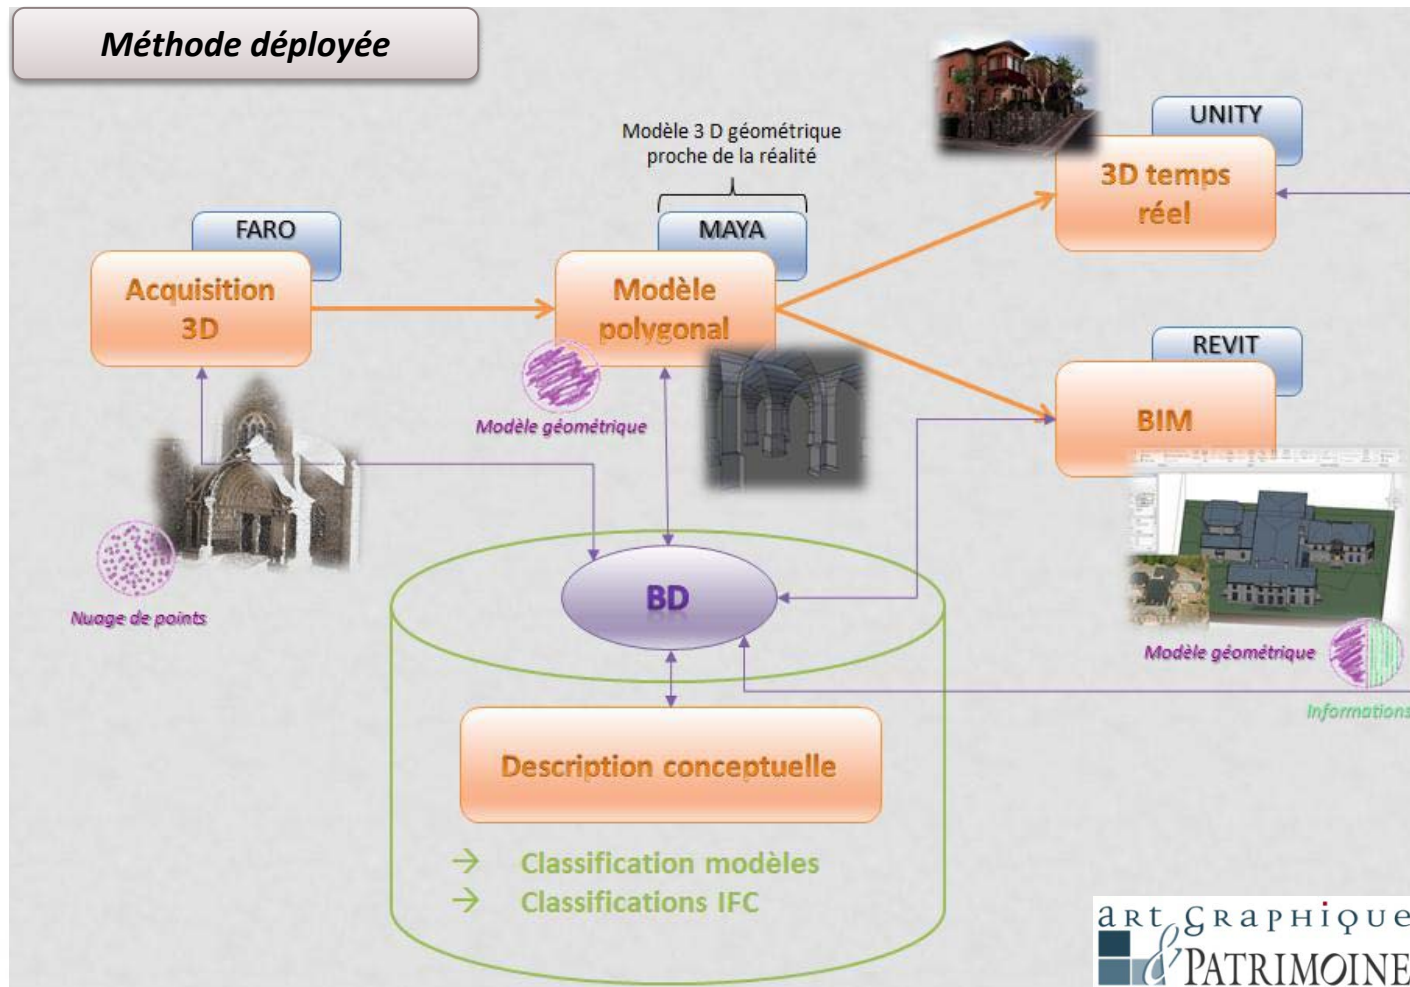 Méthode déployée
Modèle 3 D géométrique
proche de la réalité
UNITY
3D temps
réel
FARO
Acquisition
3D
MAYA
Modèle
polygonal
REVIT
BIM
Modèle géométrique
Nuage de points
BD
Modèle géométrique
Informations
Description conceptuelle
→ Classification modèles
→ Classifications IFC
aRt GRaPHiQUe
& PATRIMOINE